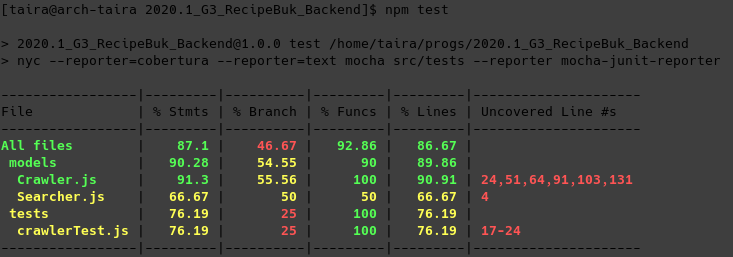 [taira@arch-taira 2020.1_G3_RecipeBuk_Backend]$ npm test
> 2020.1_G3_RecipeBuk_Backend@1.0.0 test /home/taira/progs/2020.1_G3_RecipeBuk_Backend
> nyc --reporter=cobertura --reporter=text mocha src/tests --reporter mocha-junit-reporter
-----------------|---------|----------|---------|---------|--------------------
File             | % Stmts | % Branch | % Funcs | % Lines | Uncovered Line #s
-----------------|---------|----------|---------|---------|--------------------
All files        |    87.1 |    46.67 |   92.86 |   86.67 |
 models          |   90.28 |    54.55 |      90 |   89.86 |
  Crawler.js     |    91.3 |    55.56 |     100 |   90.91 | 24,51,64,91,103,131
  Searcher.js    |   66.67 |       50 |      50 |   66.67 | 4
 tests           |   76.19 |       25 |     100 |   76.19 |
  crawlerTest.js |   76.19 |       25 |     100 |   76.19 | 17-24
-----------------|---------|----------|---------|---------|--------------------